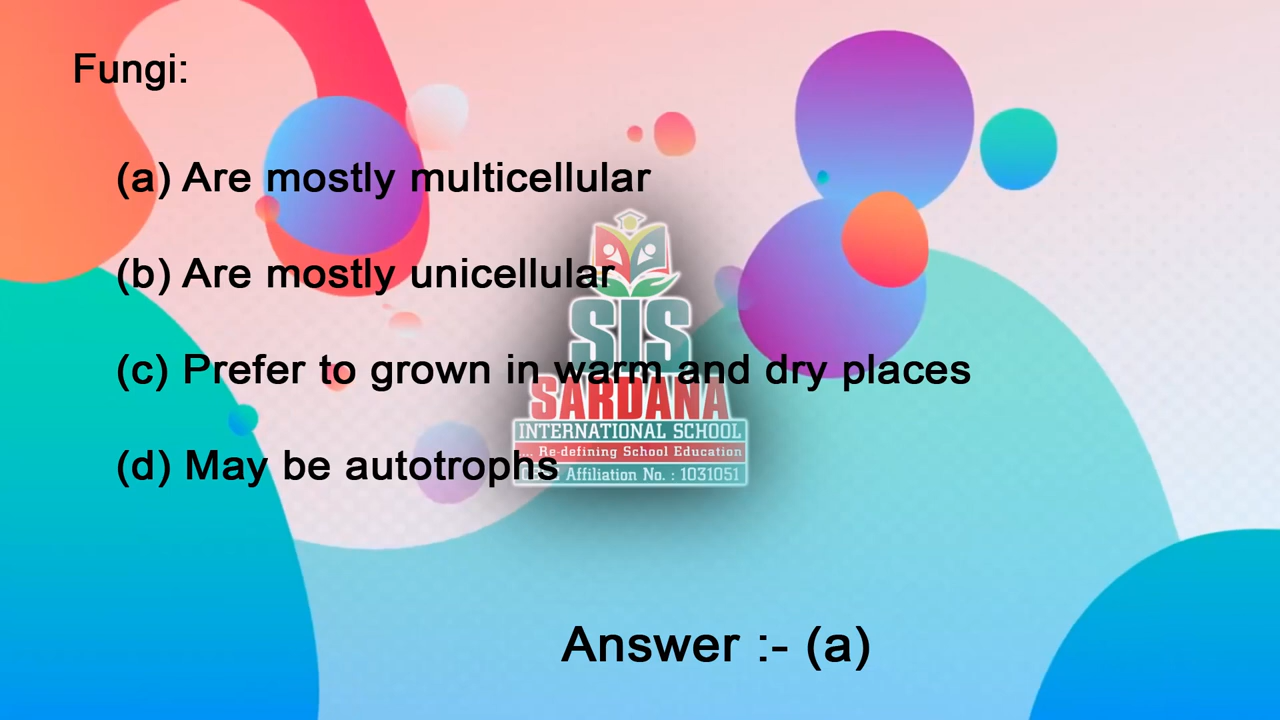 Fungi:
(a) Are mostly multicellular
(b) Are mostly unicellular
(c) Prefer to grown in warm and dry places
(d) May be autotrophs
SIS
SARDANA
INTERNATIONAL SCHOOL
.... Re-defining School Education
Affiliation No. : 1031051
Answer :- (a)